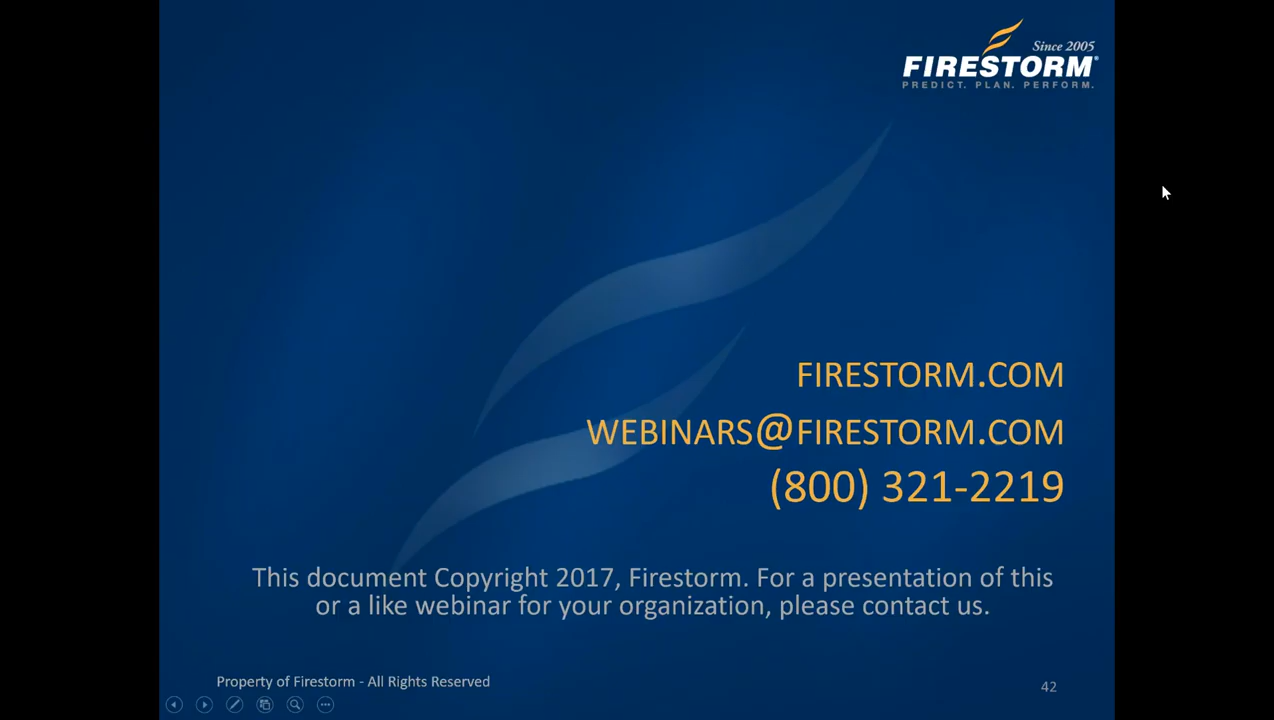 Since 2005
FIRESTORM®
PREDICT. PLAN. PERFORM.
FIRESTORM.COM
WEBINARS@FIRESTORM.COM
(800) 321-2219
This document Copyright 2017, Firestorm. For a presentation of this
or a like webinar for your organization, please contact us.
Property of Firestorm - All Rights Reserved
42